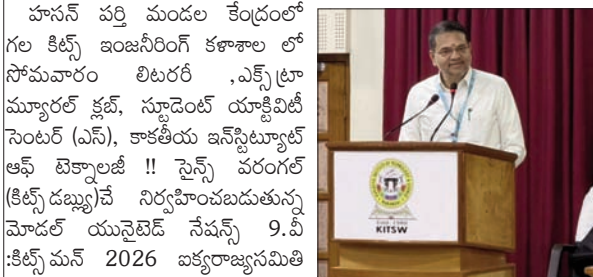 హసన్ పర్తి మండల కేంద్రంలో
గల కిట్స్ ఇంజనీరింగ్ కళాశాల లో
సోమవారం లిటరరీ ,ఎక్స్‌ట్రా
మ్యూరల్ క్లబ్, స్టూడెంట్ యాక్టివిటీ
సెంటర్ (ఎస్), కాకతీయ ఇన్‌స్టిట్యూట్
ఆఫ్ టెక్నాలజీ !! సైన్స్ వరంగల్
(కిట్స్‌డబ్ల్యు)చే నిర్వహించబడుతున్న
మోడల్ యునైటెడ్ నేషన్స్ 9.వీ
:కిట్స్‌మన్ 2026 ఐక్యరాజ్యసమితి
KITSW